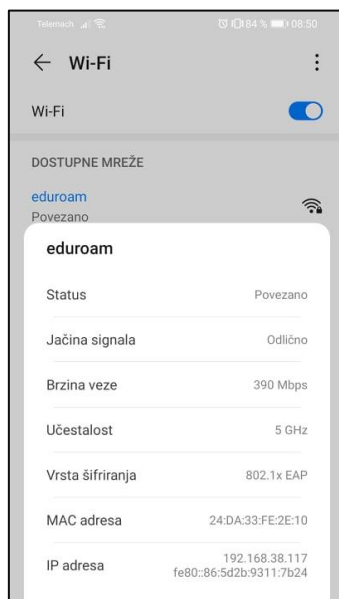 Telemach 84 % 08:50
Wi-Fi
Wi-Fi
DOSTUPNE MREŽE
eduroam
Povezano
eduroam
Status Povezano
Jačina signala Odlično
Brzina veze 390 Mbps
Učestalost 5 GHz
Vrsta šifriranja 802.1x EAP
MAC adresa 24:DA:33:FE:2E:10
IP adresa 192.168.38.117
fe80::86:5d2b:9311:7b24